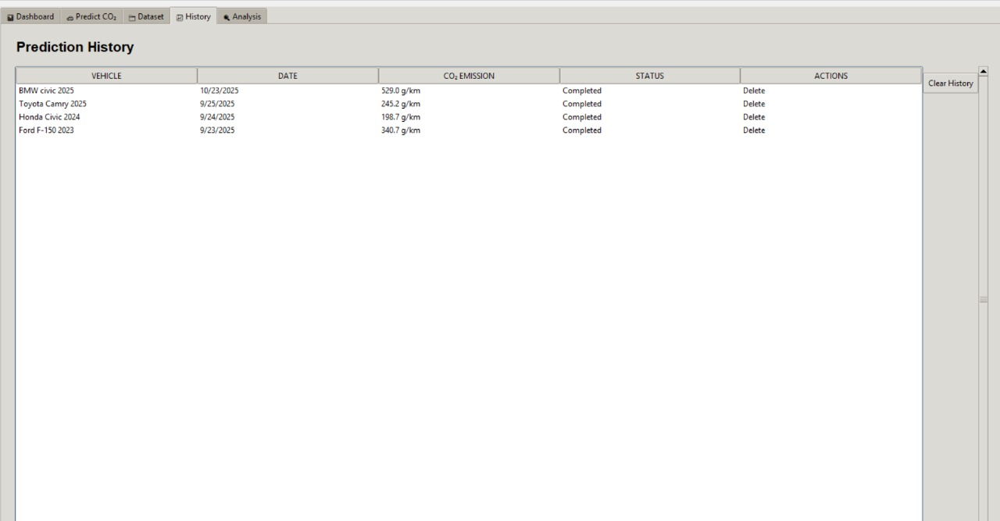 Dashboard Predict CO₂ Dataset History Analysis
Prediction History
VEHICLE DATE CO₂ EMISSION STATUS ACTIONS
Clear History
BMW civic 2025 10/23/2025 529.0 g/km Completed Delete
Toyota Camry 2025 9/25/2025 245.2 g/km Completed Delete
Honda Civic 2024 9/24/2025 198.7 g/km Completed Delete
Ford F-150 2023 9/23/2025 340.7 g/km Completed Delete